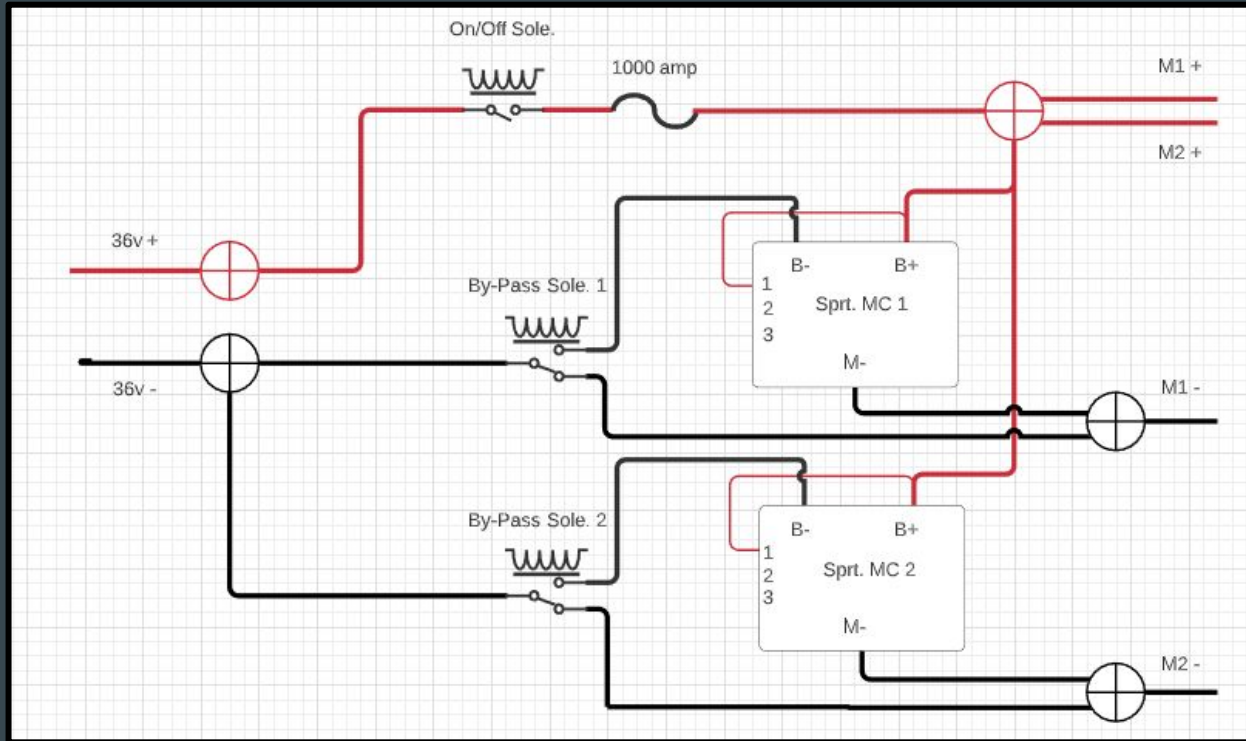 On/Off Sole.
1000 amp
M1 +
M2 +
36v +
B- B+
1
2
3
Sprt. MC 1
M-
By-Pass Sole. 1
36v -
M1 -
By-Pass Sole. 2
B- B+
1
2
3
Sprt. MC 2
M-
M2 -